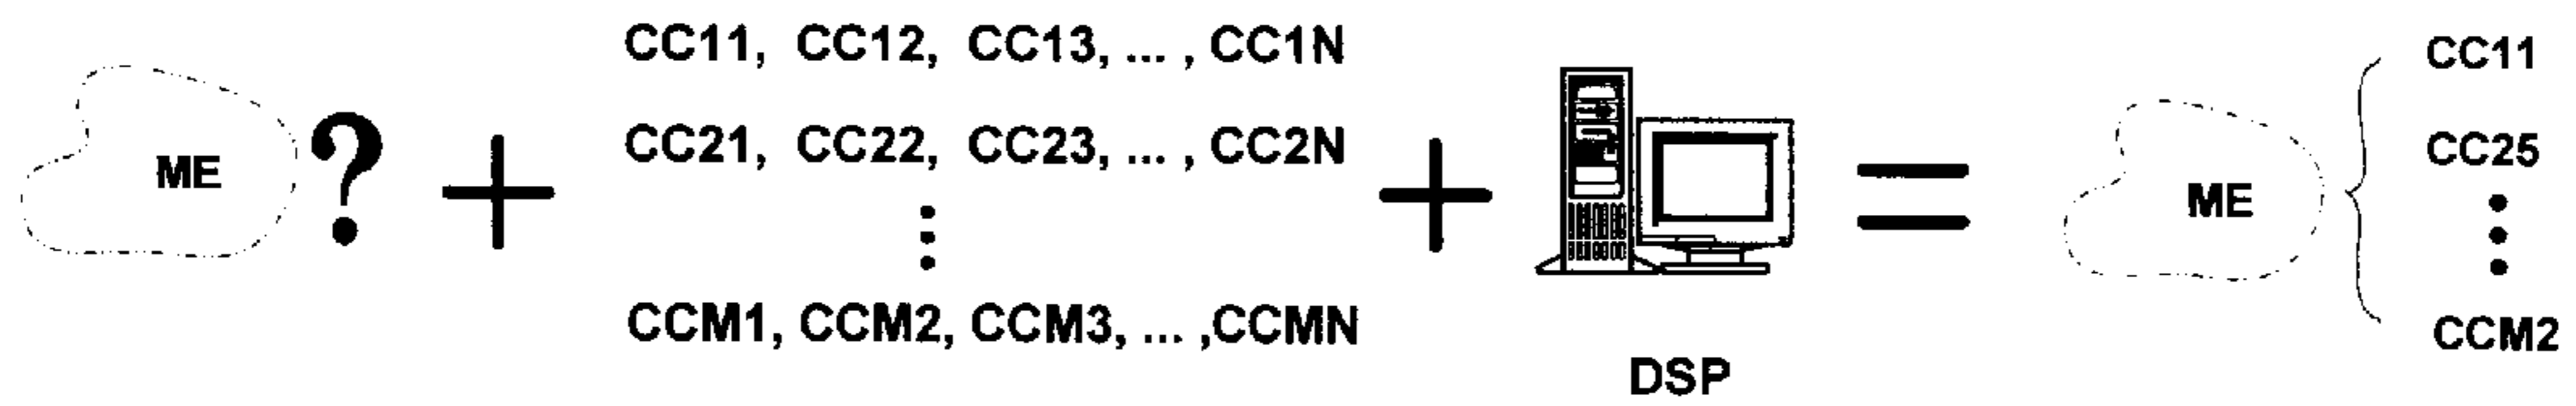 ME ?
+
CC11, CC12, CC13, ... , CC1N
CC21, CC22, CC23, ... , CC2N
⋮
CCM1, CCM2, CCM3, ... ,CCMN
+
DSP
=
ME
CC11
CC25
⋮
CCM2